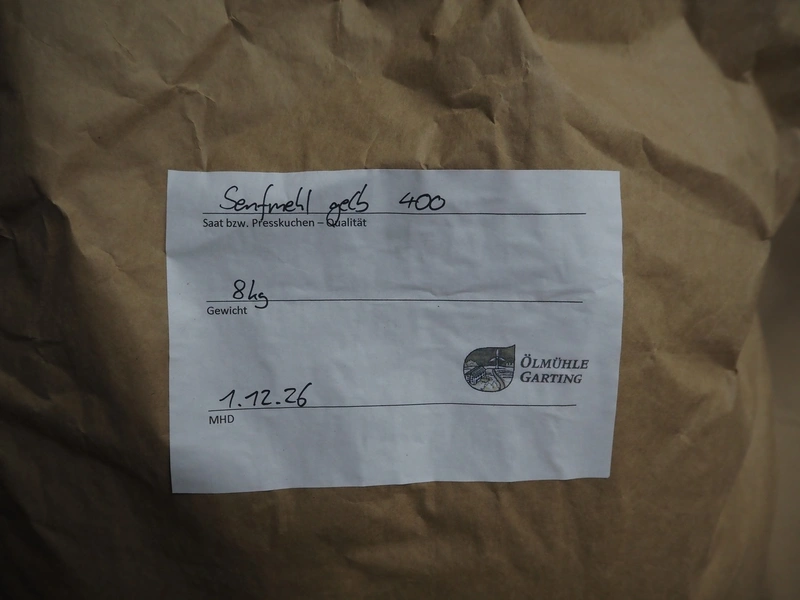 Senfmehl gelb 400
Saat bzw. Presskuchen – Qualität
8kg
Gewicht
ÖLMÜHLE
GARTING
1.12.26
MHD